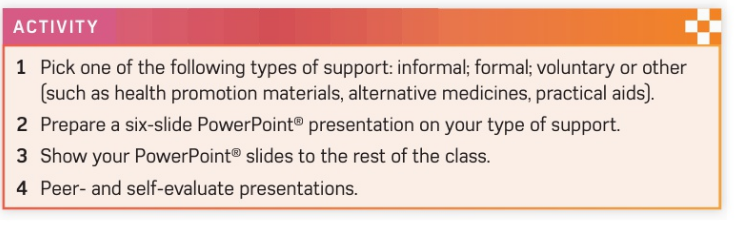 ACTIVITY
1 Pick one of the following types of support: informal; formal; voluntary or other
(such as health promotion materials, alternative medicines, practical aids).
2 Prepare a six-slide PowerPoint® presentation on your type of support.
3 Show your PowerPoint® slides to the rest of the class.
4 Peer- and self-evaluate presentations.